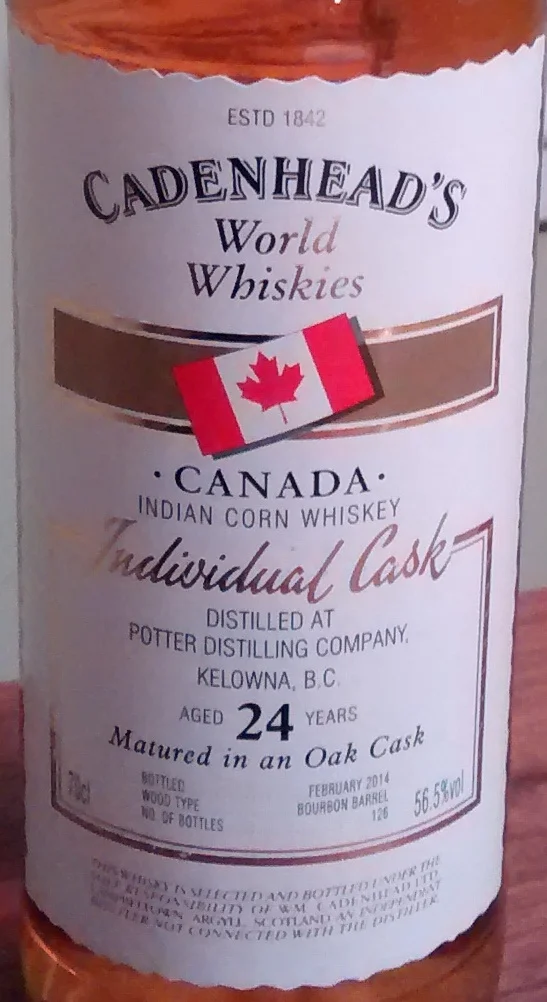 ESTD 1842
CADENHEAD'S
World
Whiskies
· CANADA ·
INDIAN CORN WHISKEY
Individual Cask
DISTILLED AT
POTTER DISTILLING COMPANY,
KELOWNA, B.C.
AGED 24 YEARS
Matured in an Oak Cask
70cl
BOTTLED FEBRUARY 2014
WOOD TYPE BOURBON BARREL
NO. OF BOTTLES 126
56.5%vol
THIS WHISKY IS SELECTED AND BOTTLED UNDER THE
SOLE RESPONSIBILITY OF WM. CADENHEAD LTD.
CAMPBELTOWN, ARGYLL, SCOTLAND AN INDEPENDENT
BOTTLER NOT CONNECTED WITH THE DISTILLER